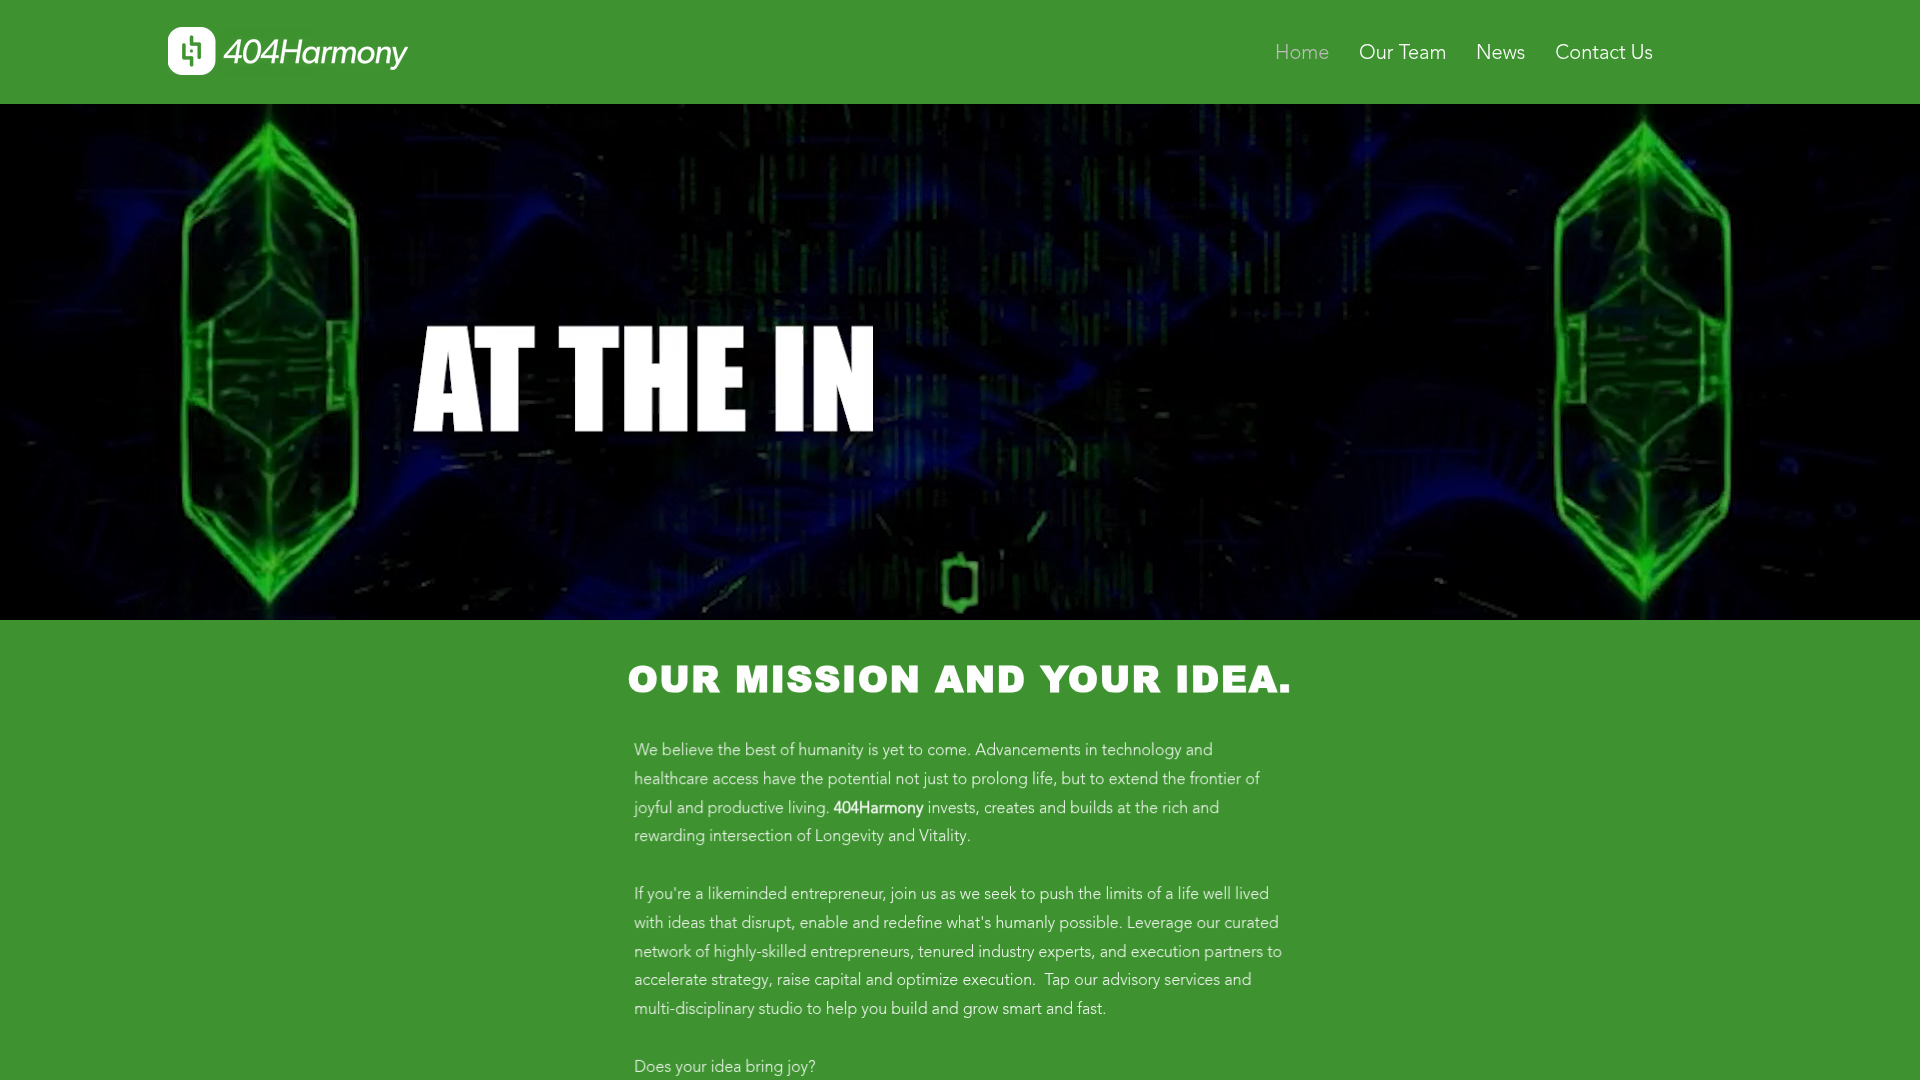 404Harmony
Home Our Team News Contact Us
AT THE IN
OUR MISSION AND YOUR IDEA.
We believe the best of humanity is yet to come. Advancements in technology and
healthcare access have the potential not just to prolong life, but to extend the frontier of
joyful and productive living. 404Harmony invests, creates and builds at the rich and
rewarding intersection of Longevity and Vitality.
If you're a likeminded entrepreneur, join us as we seek to push the limits of a life well lived
with ideas that disrupt, enable and redefine what's humanly possible. Leverage our curated
network of highly-skilled entrepreneurs, tenured industry experts, and execution partners to
accelerate strategy, raise capital and optimize execution.  Tap our advisory services and
multi-disciplinary studio to help you build and grow smart and fast.
Does your idea bring joy?